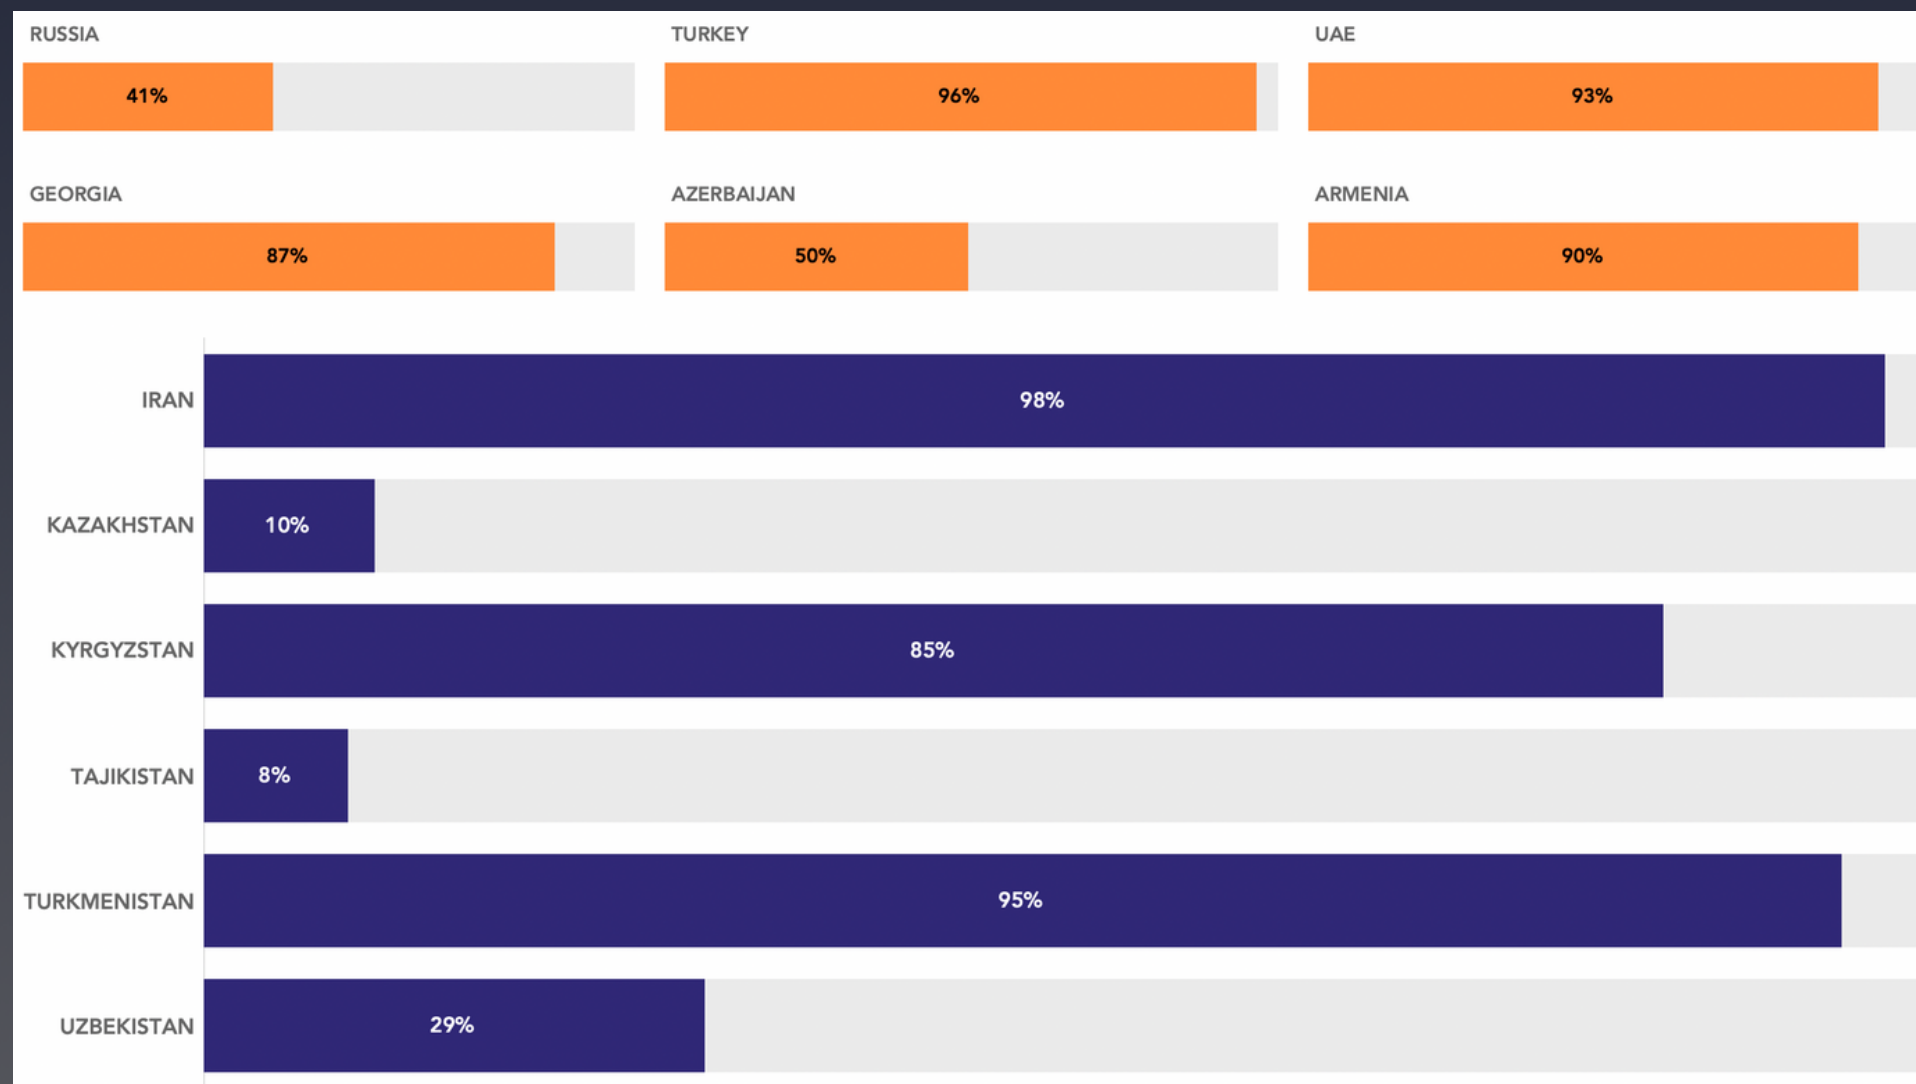 RUSSIA TURKEY UAE
41% 96% 93%
GEORGIA AZERBAIJAN ARMENIA
87% 50% 90%
IRAN 98%
KAZAKHSTAN 10%
KYRGYZSTAN 85%
TAJIKISTAN 8%
TURKMENISTAN 95%
UZBEKISTAN 29%